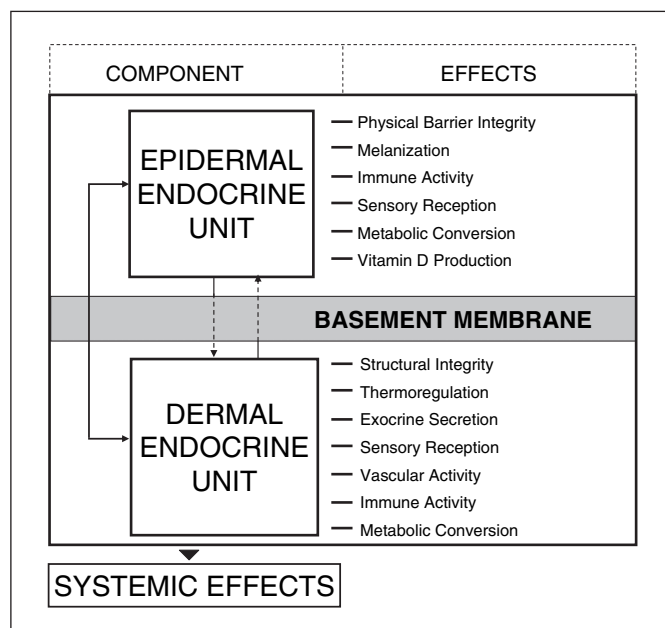 COMPONENT EFFECTS
EPIDERMAL
ENDOCRINE
UNIT
Physical Barrier Integrity
Melanization
Immune Activity
Sensory Reception
Metabolic Conversion
Vitamin D Production
BASEMENT MEMBRANE
DERMAL
ENDOCRINE
UNIT
Structural Integrity
Thermoregulation
Exocrine Secretion
Sensory Reception
Vascular Activity
Immune Activity
Metabolic Conversion
SYSTEMIC EFFECTS